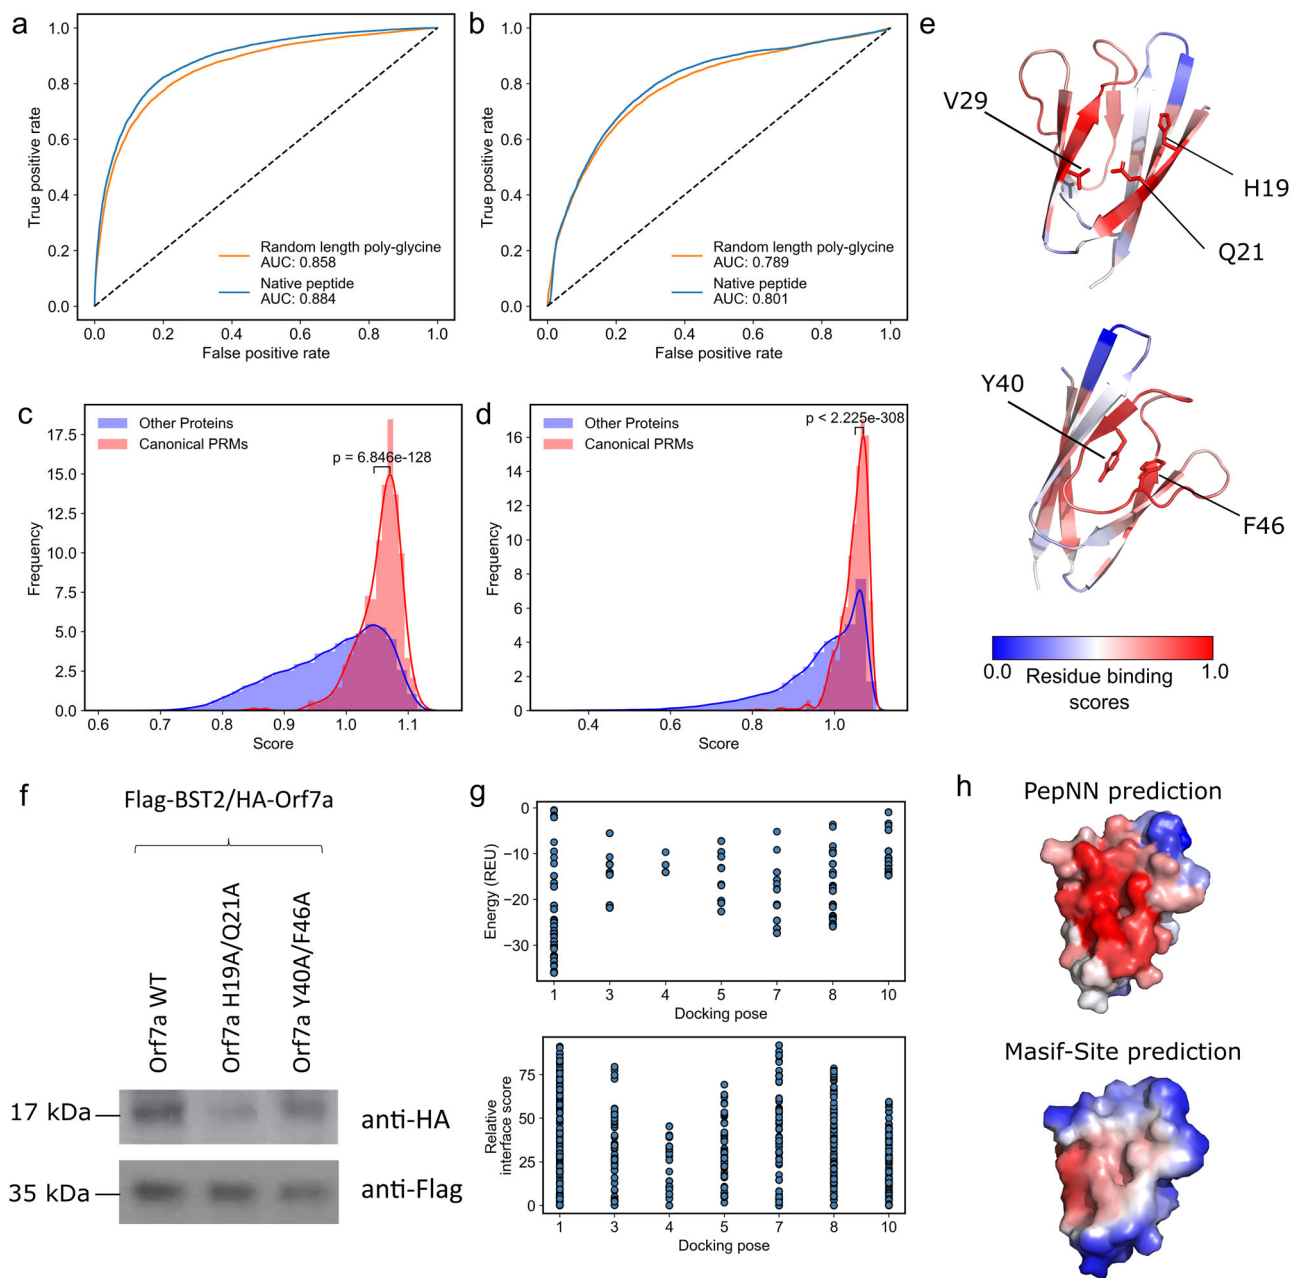 a
1.0
0.8
0.6
0.4
0.2
0.0
True positive rate
Random length poly-glycine
AUC: 0.858
Native peptide
AUC: 0.884
0.0 0.2 0.4 0.6 0.8 1.0
False positive rate
b
1.0
0.8
0.6
0.4
0.2
0.0
True positive rate
Random length poly-glycine
AUC: 0.789
Native peptide
AUC: 0.801
0.0 0.2 0.4 0.6 0.8 1.0
False positive rate
c
17.5
15.0
12.5
10.0
7.5
5.0
2.5
0.0
Frequency
Other Proteins
Canonical PRMs
p = 6.846e-128
0.6 0.7 0.8 0.9 1.0 1.1
Score
d
16
14
12
10
8
6
4
2
0
Frequency
Other Proteins
Canonical PRMs
p < 2.225e-308
0.4 0.6 0.8 1.0
Score
e
V29
H19
Q21
Y40
F46
0.0 1.0
Residue binding
scores
f
Flag-BST2/HA-Orf7a
Orf7a WT
Orf7a H19A/Q21A
Orf7a Y40A/F46A
17 kDa
anti-HA
35 kDa
anti-Flag
g
0
−10
−20
−30
Energy (REU)
1 3 4 5 7 8 10
Docking pose
75
50
25
0
Relative
interface score
1 3 4 5 7 8 10
Docking pose
h
PepNN prediction
Masif-Site prediction